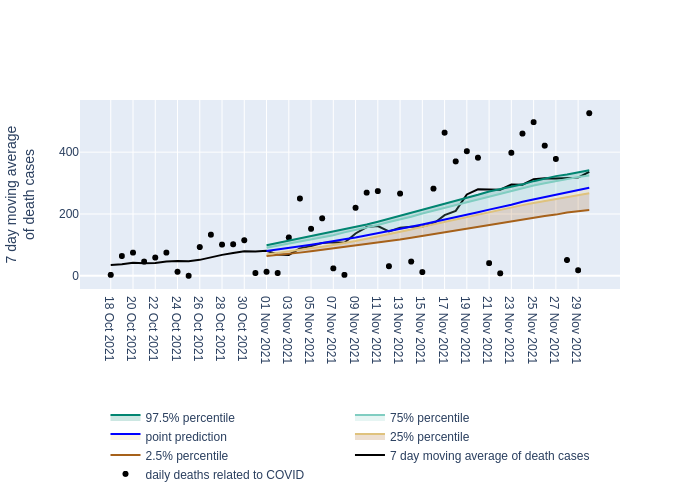 7 day moving average
of death cases
400
200
0
18 Oct 2021
20 Oct 2021
22 Oct 2021
24 Oct 2021
26 Oct 2021
28 Oct 2021
30 Oct 2021
01 Nov 2021
03 Nov 2021
05 Nov 2021
07 Nov 2021
09 Nov 2021
11 Nov 2021
13 Nov 2021
15 Nov 2021
17 Nov 2021
19 Nov 2021
21 Nov 2021
23 Nov 2021
25 Nov 2021
27 Nov 2021
29 Nov 2021
97.5% percentile
75% percentile
point prediction
25% percentile
2.5% percentile
7 day moving average of death cases
daily deaths related to COVID